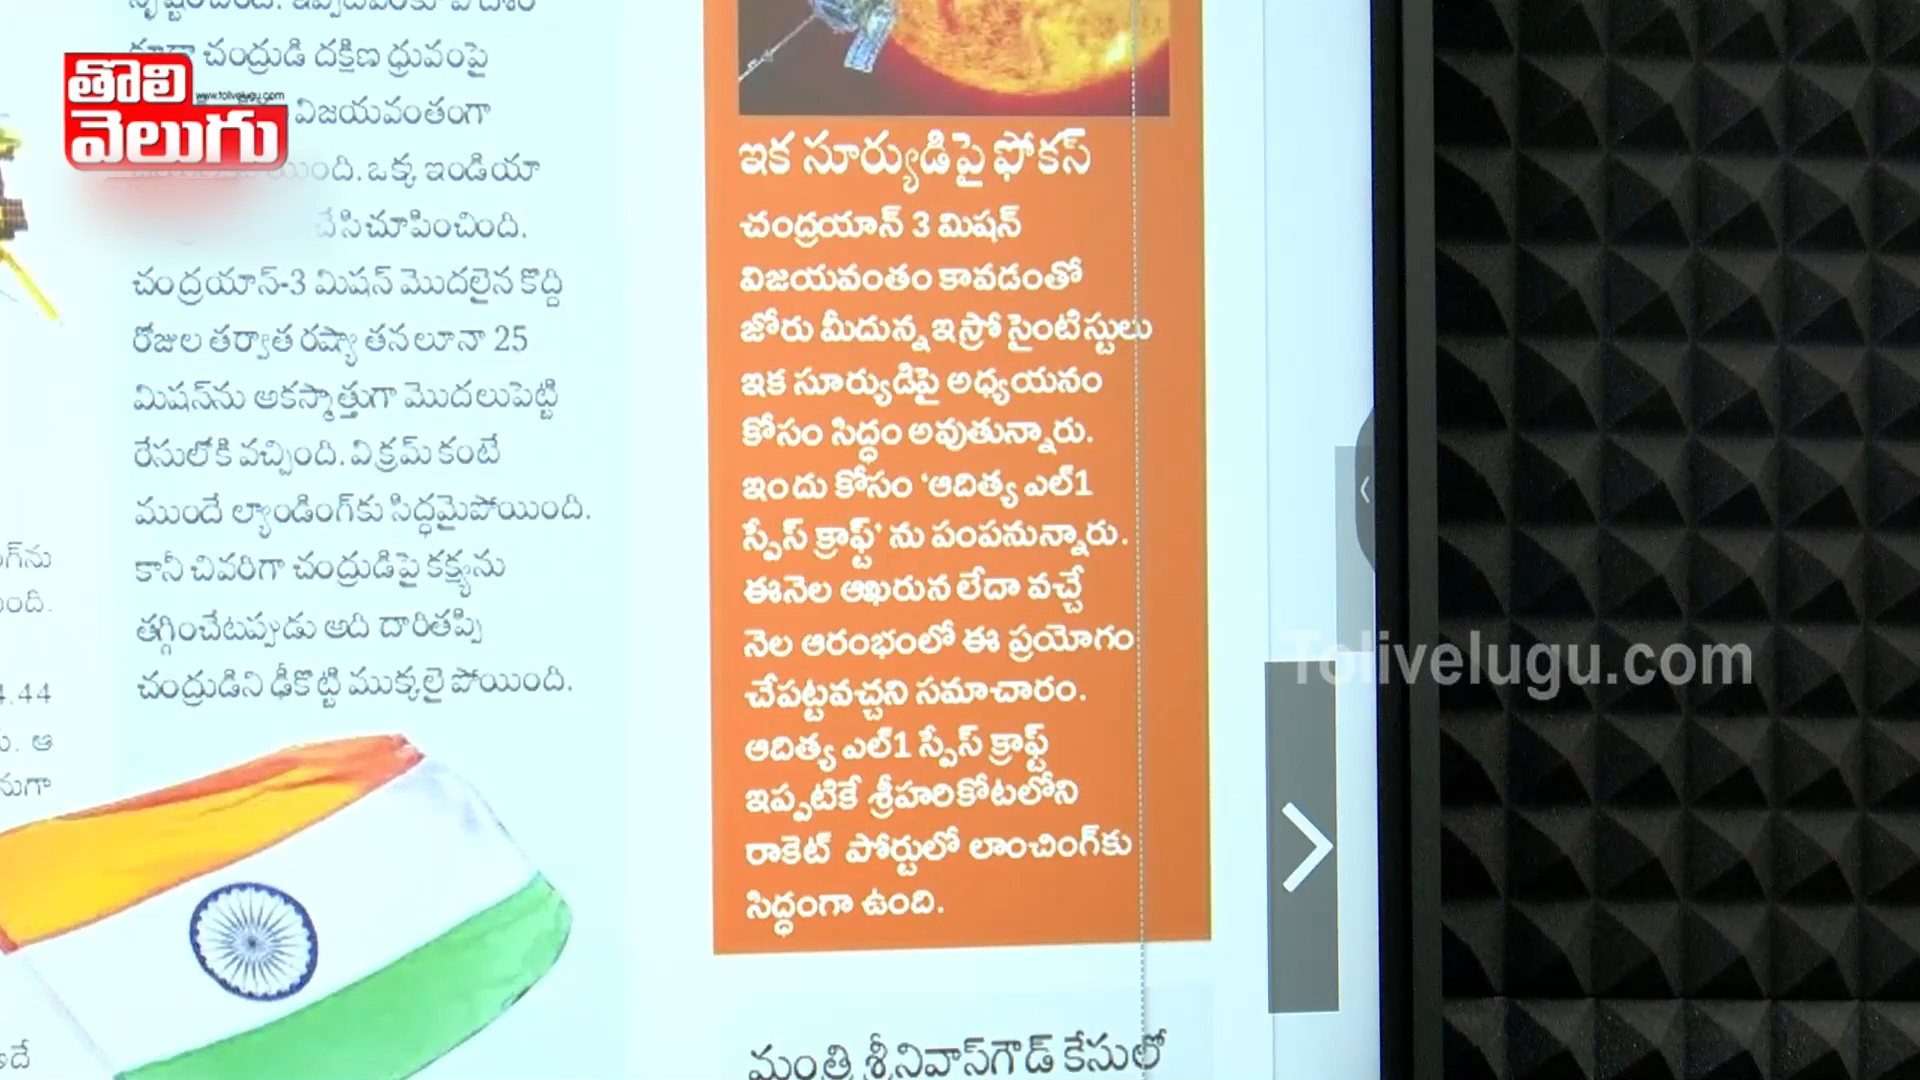 తొలి
వెలుగు
www.tolivelugu.com
చంద్రుడి దక్షిణ ధ్రువంపై
విజయవంతంగా
ఒక్క ఇండియా
చేసిచూపించింది.
చంద్రయాన్-3 మిషన్ మొదలైన కొద్ది
రోజుల తర్వాత రష్యా తన లూనా 25
మిషన్‌ను అకస్మాత్తుగా మొదలుపెట్టి
రేసులోకి వచ్చింది. విక్రమ్ కంటే
ముందే ల్యాండింగ్‌కు సిద్ధమైపోయింది.
కానీ చివరిగా చంద్రుడిపై కక్ష్యను
తగ్గించేటప్పుడు అది దారితప్పి
చంద్రుడిని ఢీకొట్టి ముక్కలైపోయింది.
ఇక సూర్యుడిపై ఫోకస్
చంద్రయాన్ 3 మిషన్
విజయవంతం కావడంతో
జోరు మీదున్న ఇస్రో సైంటిస్టులు
ఇక సూర్యుడిపై అధ్యయనం
కోసం సిద్ధం అవుతున్నారు.
ఇందు కోసం ‘ఆదిత్య ఎల్1
స్పేస్ క్రాఫ్ట్’ ను పంపనున్నారు.
ఈనెల ఆఖరున లేదా వచ్చే
నెల ఆరంభంలో ఈ ప్రయోగం
చేపట్టవచ్చని సమాచారం.
ఆదిత్య ఎల్1 స్పేస్ క్రాఫ్ట్
ఇప్పటికే శ్రీహరికోటలోని
రాకెట్ పోర్టులో లాంచింగ్‌కు
సిద్ధంగా ఉంది.
మంత్రి శ్రీనివాస్‌గౌడ్ కేసులో
Tolivelugu.com